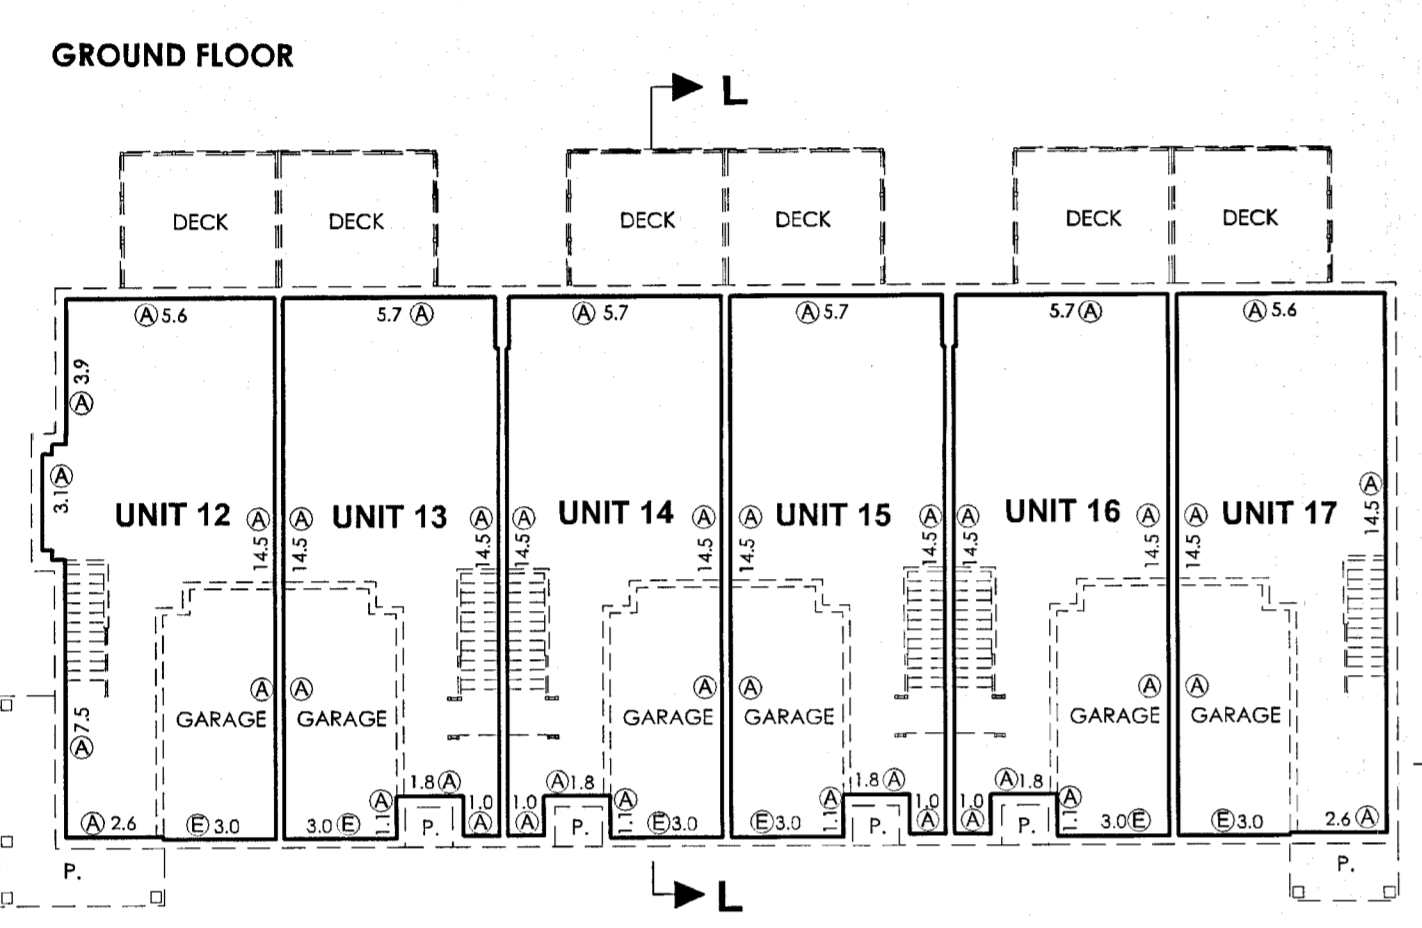 GROUND FLOOR
L
DECK DECK DECK DECK DECK DECK
Ⓐ 5.6 5.7 Ⓐ Ⓐ 5.7 Ⓐ 5.7 5.7 Ⓐ Ⓐ 5.6
Ⓐ 3.9
3.1 Ⓐ
UNIT 12 Ⓐ Ⓐ UNIT 13 Ⓐ Ⓐ UNIT 14 Ⓐ Ⓐ UNIT 15 Ⓐ Ⓐ UNIT 16 Ⓐ Ⓐ UNIT 17 Ⓐ
14.5 14.5 14.5 14.5 14.5 14.5 14.5 14.5 14.5 14.5 14.5
Ⓐ Ⓐ Ⓐ Ⓐ Ⓐ Ⓐ
Ⓐ 7.5
GARAGE GARAGE GARAGE GARAGE GARAGE GARAGE
1.8 Ⓐ Ⓐ 1.8 1.8 Ⓐ Ⓐ 1.8
Ⓐ 1.0 1.0 Ⓐ Ⓐ 1.0 1.0 Ⓐ
Ⓐ 2.6 Ⓔ 3.0 3.0 Ⓔ 1.1 P. Ⓐ Ⓐ P. 1.1 Ⓔ 3.0 Ⓔ 3.0 1.1 P. Ⓐ Ⓐ P. 1.1 3.0 Ⓔ Ⓔ 3.0 2.6 Ⓐ
P. P.
L